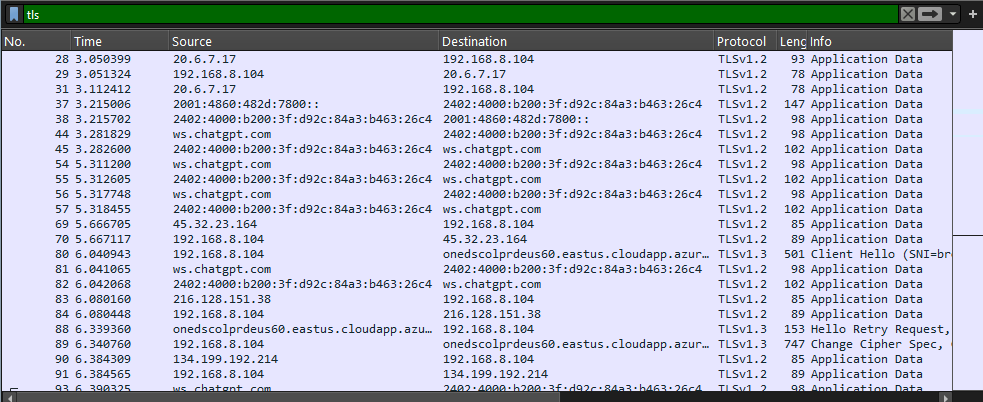 tls
No. Time Source Destination Protocol Leng Info
28 3.050399 20.6.7.17 192.168.8.104 TLSv1.2 93 Application Data
29 3.051324 192.168.8.104 20.6.7.17 TLSv1.2 78 Application Data
31 3.112412 20.6.7.17 192.168.8.104 TLSv1.2 78 Application Data
37 3.215006 2001:4860:482d:7800:: 2402:4000:b200:3f:d92c:84a3:b463:26c4 TLSv1.2 147 Application Data
38 3.215702 2402:4000:b200:3f:d92c:84a3:b463:26c4 2001:4860:482d:7800:: TLSv1.2 98 Application Data
44 3.281829 ws.chatgpt.com 2402:4000:b200:3f:d92c:84a3:b463:26c4 TLSv1.2 98 Application Data
45 3.282600 2402:4000:b200:3f:d92c:84a3:b463:26c4 ws.chatgpt.com TLSv1.2 102 Application Data
54 5.311200 ws.chatgpt.com 2402:4000:b200:3f:d92c:84a3:b463:26c4 TLSv1.2 98 Application Data
55 5.312605 2402:4000:b200:3f:d92c:84a3:b463:26c4 ws.chatgpt.com TLSv1.2 102 Application Data
56 5.317748 ws.chatgpt.com 2402:4000:b200:3f:d92c:84a3:b463:26c4 TLSv1.2 98 Application Data
57 5.318455 2402:4000:b200:3f:d92c:84a3:b463:26c4 ws.chatgpt.com TLSv1.2 102 Application Data
69 5.666705 45.32.23.164 192.168.8.104 TLSv1.2 85 Application Data
70 5.667117 192.168.8.104 45.32.23.164 TLSv1.2 89 Application Data
80 6.040943 192.168.8.104 onedscolprdeus60.eastus.cloudapp.azur… TLSv1.3 501 Client Hello (SNI=br
81 6.041065 ws.chatgpt.com 2402:4000:b200:3f:d92c:84a3:b463:26c4 TLSv1.2 98 Application Data
82 6.042068 2402:4000:b200:3f:d92c:84a3:b463:26c4 ws.chatgpt.com TLSv1.2 102 Application Data
83 6.080160 216.128.151.38 192.168.8.104 TLSv1.2 85 Application Data
84 6.080448 192.168.8.104 216.128.151.38 TLSv1.2 89 Application Data
88 6.339360 onedscolprdeus60.eastus.cloudapp.azu… 192.168.8.104 TLSv1.3 153 Hello Retry Request,
89 6.340760 192.168.8.104 onedscolprdeus60.eastus.cloudapp.azur… TLSv1.3 747 Change Cipher Spec,
90 6.384309 134.199.192.214 192.168.8.104 TLSv1.2 85 Application Data
91 6.384565 192.168.8.104 134.199.192.214 TLSv1.2 89 Application Data
93 6.390325 ws.chatgpt.com 2402:4000:b200:3f:d92c:84a3:b463:26c4 TLSv1.2 98 Application Data